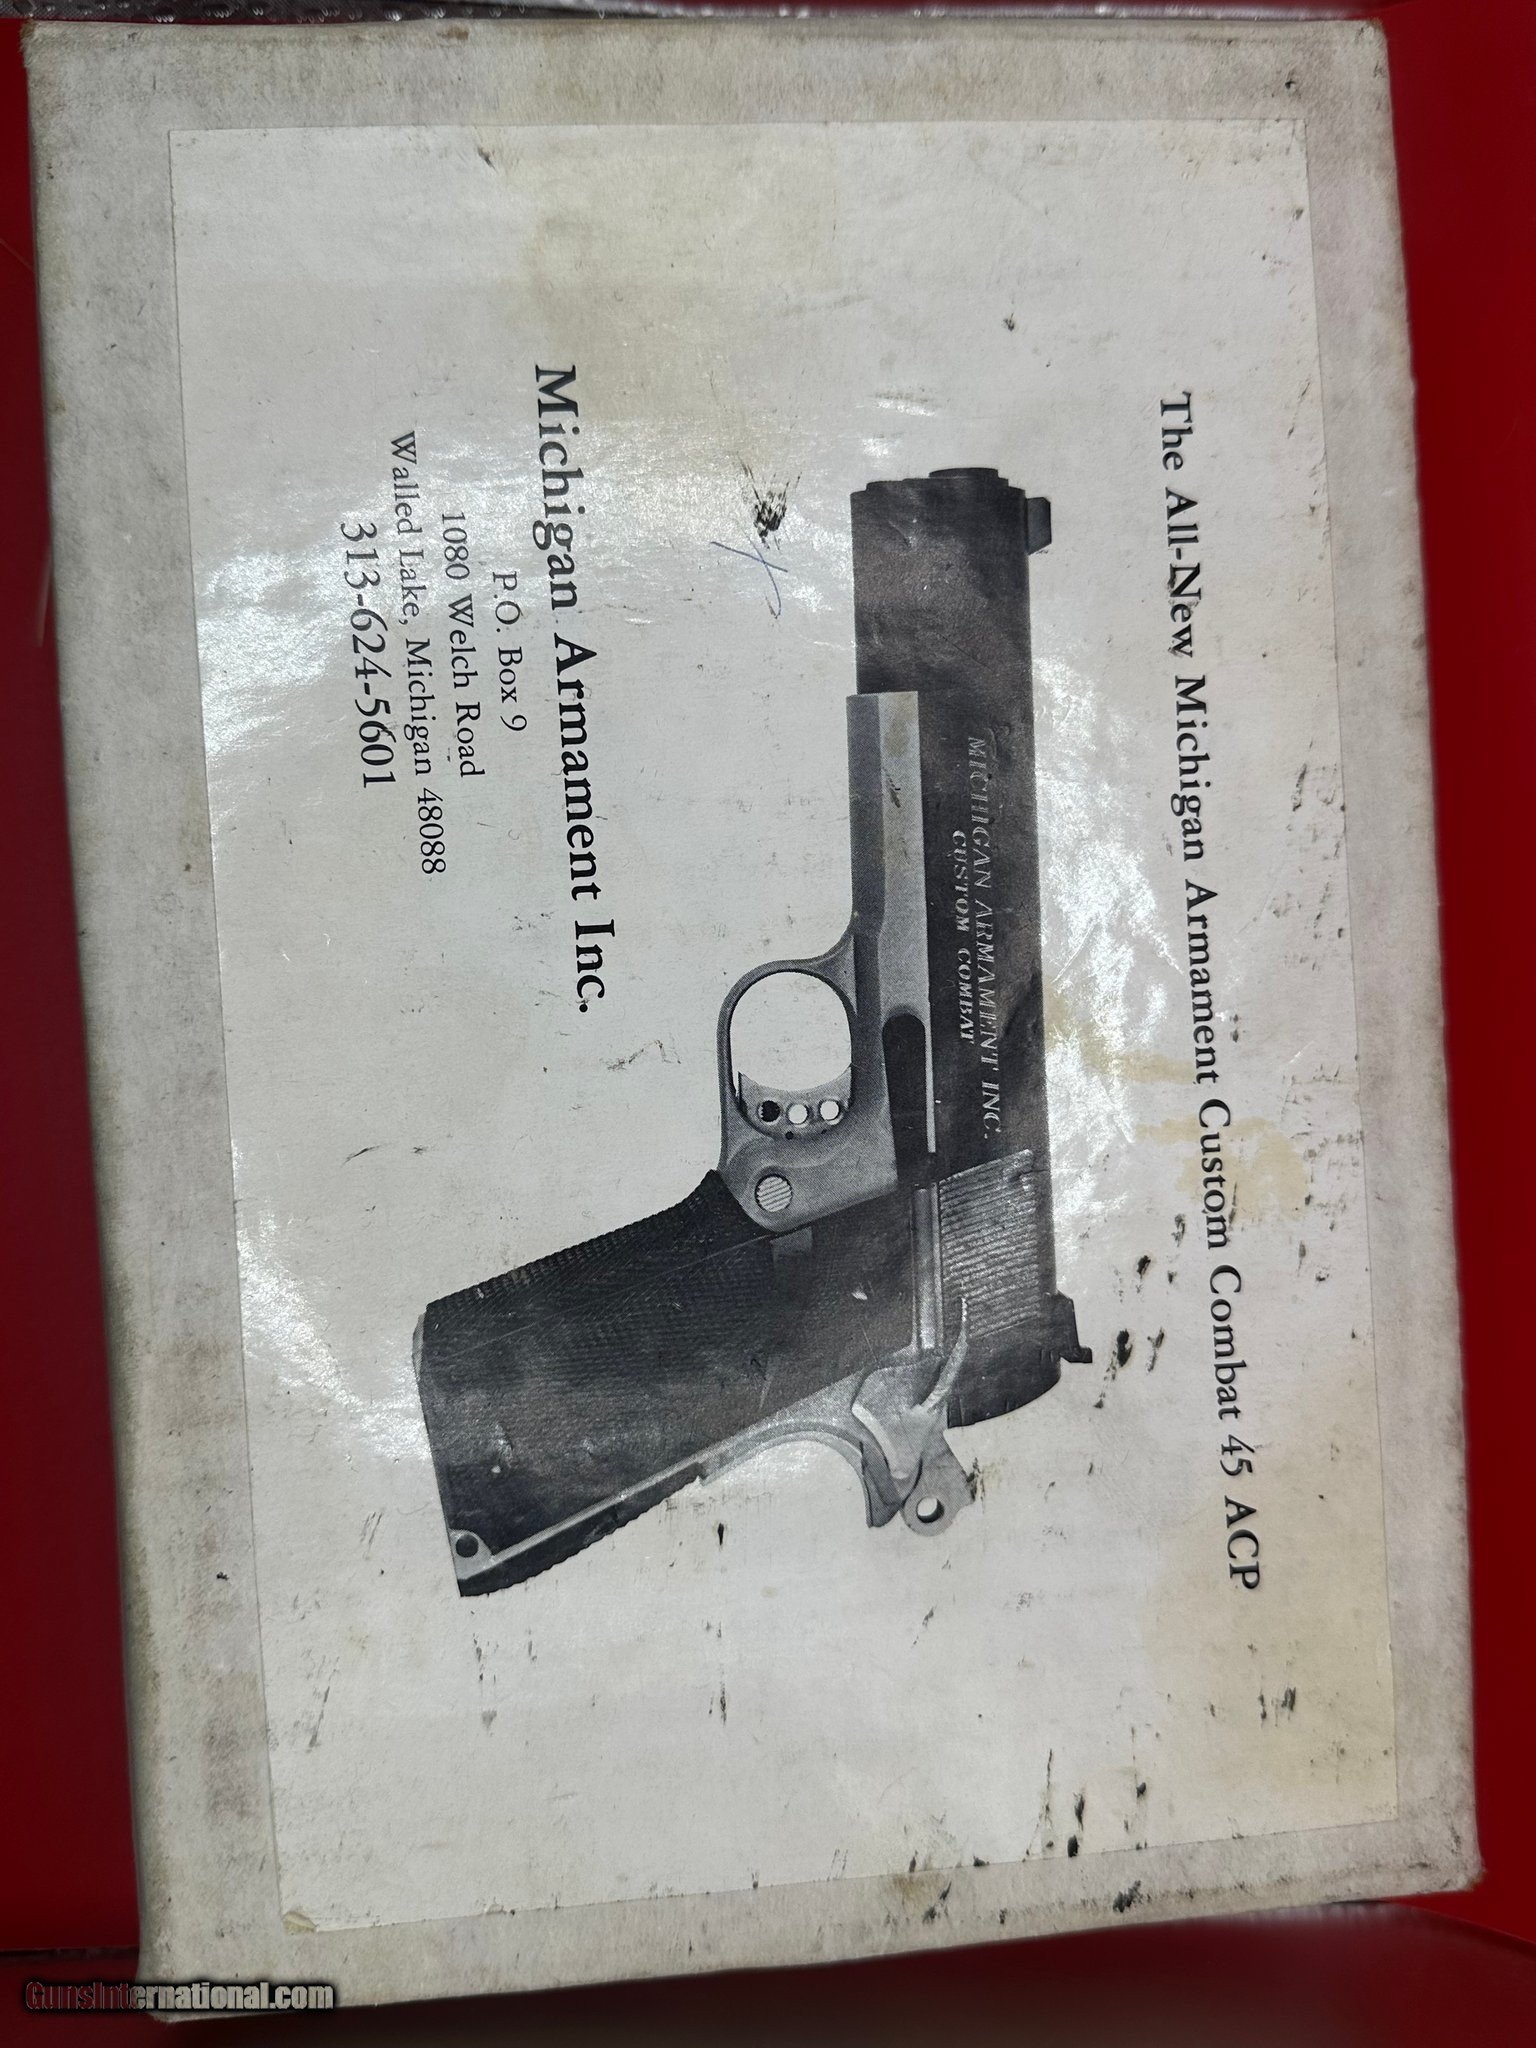 The All-New Michigan Armament Custom Combat 45 ACP
MICHIGAN ARMAMENT INC.
CUSTOM COMBAT
Michigan Armament Inc.
P.O. Box 9
1080 Welch Road
Walled Lake, Michigan 48088
313-624-5601
GunsInternational.com